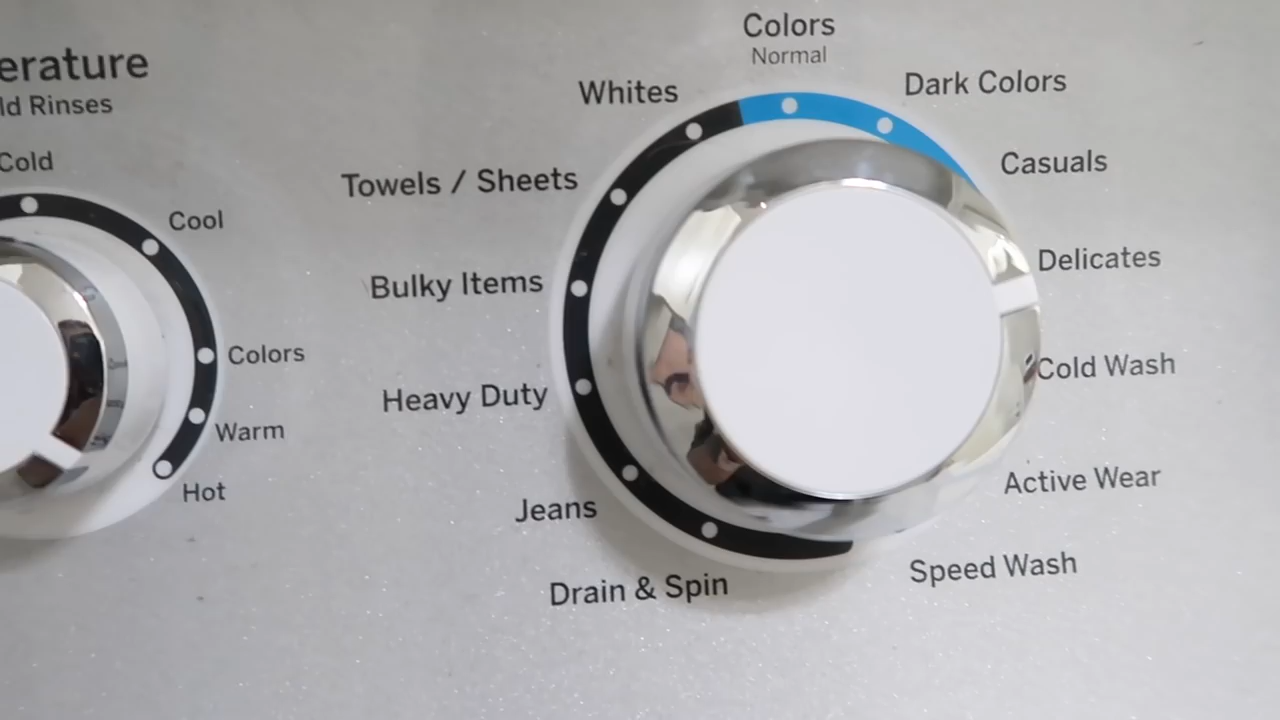 erature
ld Rinses
Cold
Cool
Colors
Warm
Hot
Colors
Normal
Whites
Dark Colors
Towels / Sheets
Casuals
Bulky Items
Delicates
Heavy Duty
Cold Wash
Jeans
Active Wear
Drain & Spin
Speed Wash